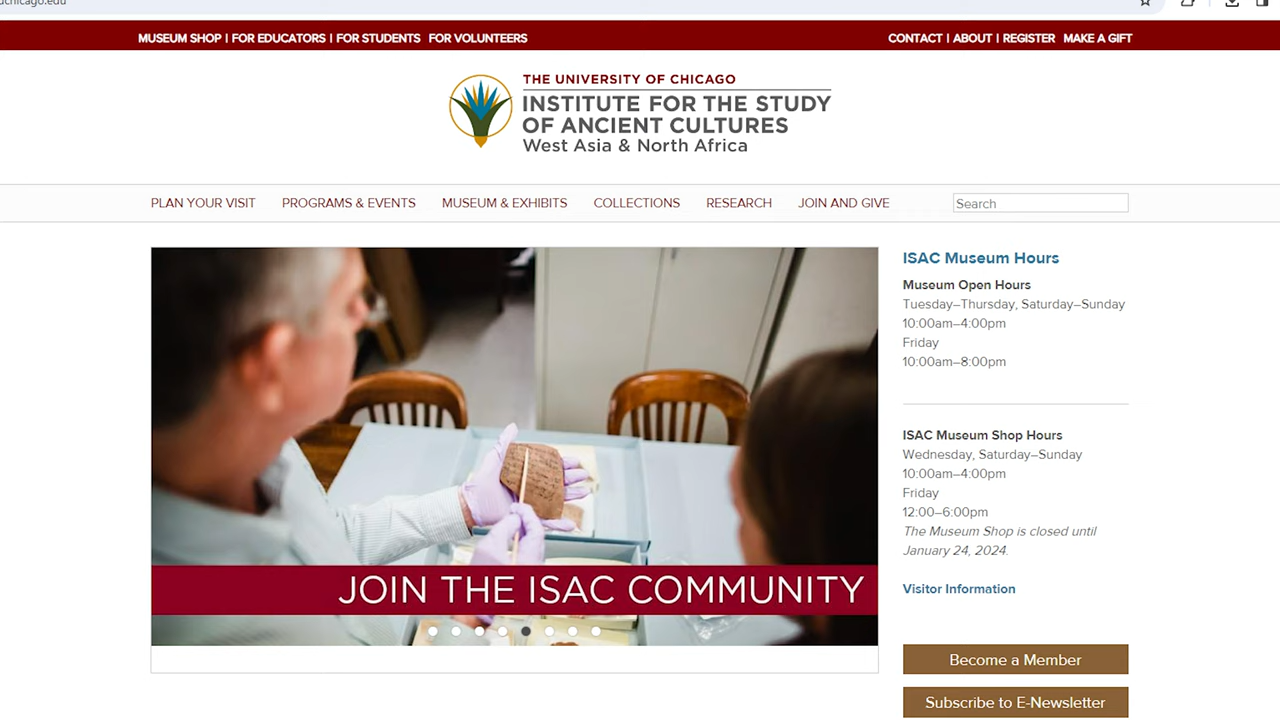 uchicago.edu
MUSEUM SHOP | FOR EDUCATORS | FOR STUDENTS FOR VOLUNTEERS
CONTACT | ABOUT | REGISTER MAKE A GIFT
THE UNIVERSITY OF CHICAGO
INSTITUTE FOR THE STUDY
OF ANCIENT CULTURES
West Asia & North Africa
PLAN YOUR VISIT PROGRAMS & EVENTS MUSEUM & EXHIBITS COLLECTIONS RESEARCH JOIN AND GIVE
Search
JOIN THE ISAC COMMUNITY
ISAC Museum Hours
Museum Open Hours
Tuesday–Thursday, Saturday–Sunday
10:00am–4:00pm
Friday
10:00am–8:00pm
ISAC Museum Shop Hours
Wednesday, Saturday–Sunday
10:00am–4:00pm
Friday
12:00–6:00pm
The Museum Shop is closed until
January 24, 2024.
Visitor Information
Become a Member
Subscribe to E-Newsletter